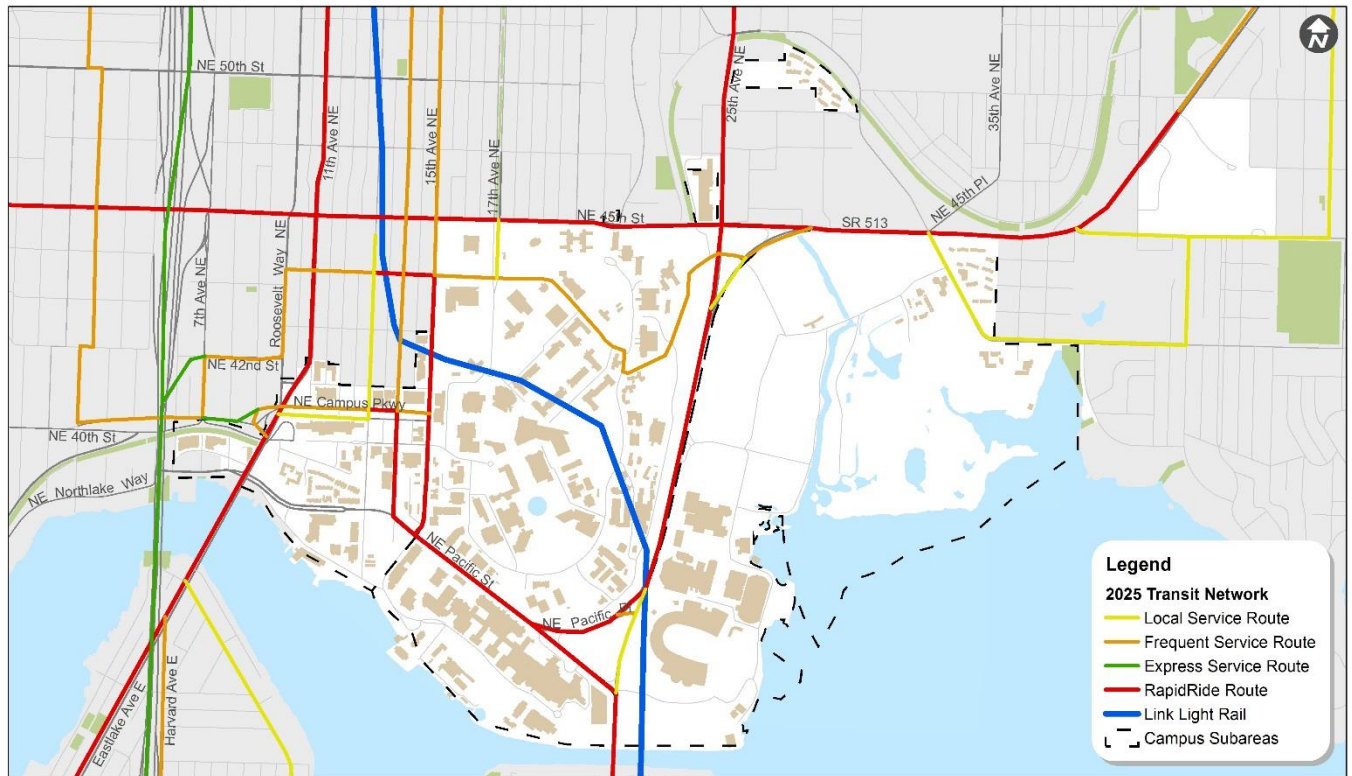 N
NE 50th St
11th Ave NE
15th Ave NE
17th Ave NE
25th Ave NE
35th Ave NE
NE 45th Pl
NE 45th St
SR 513
7th Ave NE
Roosevelt Way NE
NE 42nd St
NE Campus Pkwy
NE 40th St
NE Northlake Way
NE Pacific St
NE Pacific Pl
Eastlake Ave E
Harvard Ave E
Legend
2025 Transit Network
Local Service Route
Frequent Service Route
Express Service Route
RapidRide Route
Link Light Rail
Campus Subareas